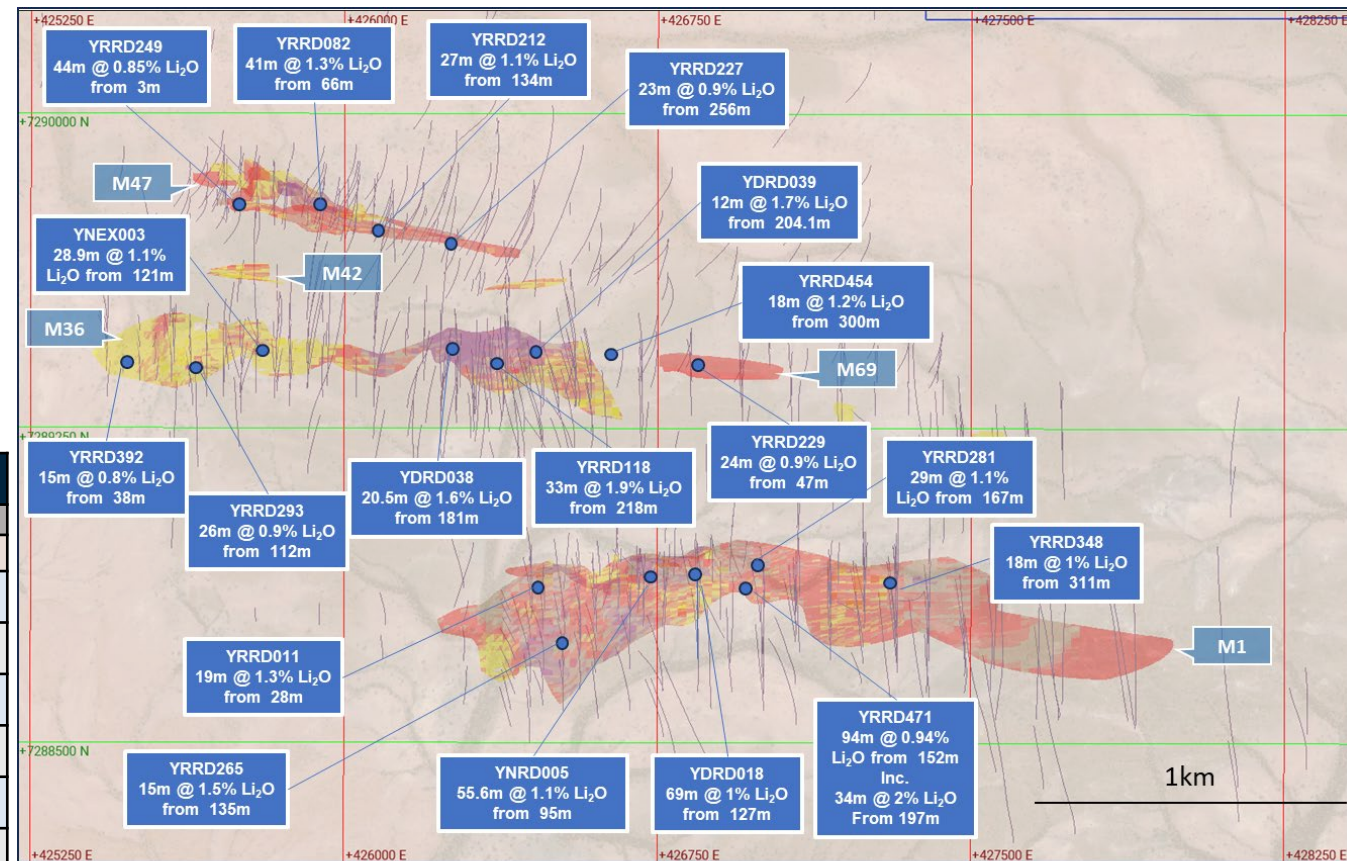 +425250 E
+426000 E
+426750 E
+427500 E
+428250 E
YRRD249
44m @ 0.85% Li₂O
from 3m
YRRD082
41m @ 1.3% Li₂O
from 66m
YRRD212
27m @ 1.1% Li₂O
from 134m
YRRD227
23m @ 0.9% Li₂O
from 256m
+7290000 N
M47
YDRD039
12m @ 1.7% Li₂O
from 204.1m
YNEX003
28.9m @ 1.1%
Li₂O from 121m
M42
YRRD454
18m @ 1.2% Li₂O
from 300m
M36
M69
+7289250 N
YRRD392
15m @ 0.8% Li₂O
from 38m
YRRD293
26m @ 0.9% Li₂O
from 112m
YDRD038
20.5m @ 1.6% Li₂O
from 181m
YRRD118
33m @ 1.9% Li₂O
from 218m
YRRD229
24m @ 0.9% Li₂O
from 47m
YRRD281
29m @ 1.1%
Li₂O from 167m
YRRD348
18m @ 1% Li₂O
from 311m
YRRD011
19m @ 1.3% Li₂O
from 28m
M1
+7288500 N
YRRD265
15m @ 1.5% Li₂O
from 135m
YNRD005
55.6m @ 1.1% Li₂O
from 95m
YDRD018
69m @ 1% Li₂O
from 127m
YRRD471
94m @ 0.94%
Li₂O from 152m
Inc.
34m @ 2% Li₂O
From 197m
1km
+425250 E
+426000 E
+426750 E
+427500 E
+428250 E